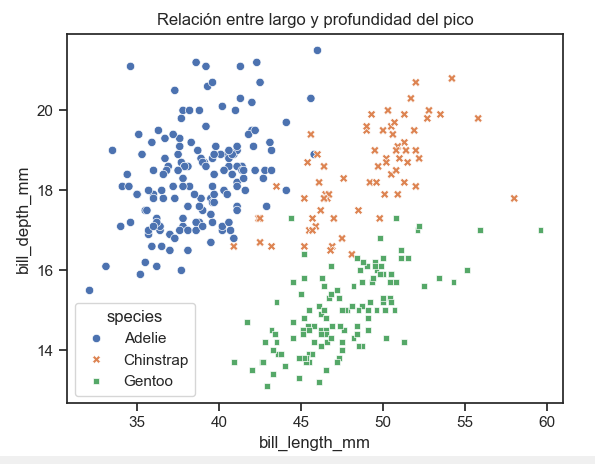 Relación entre largo y profundidad del pico
bill_depth_mm
20
18
16
14
species
Adelie
Chinstrap
Gentoo
35
40
45
50
55
60
bill_length_mm